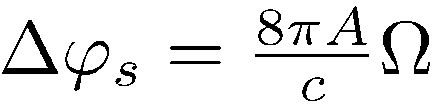 Δφ_s = \frac{8πA}{c} Ω